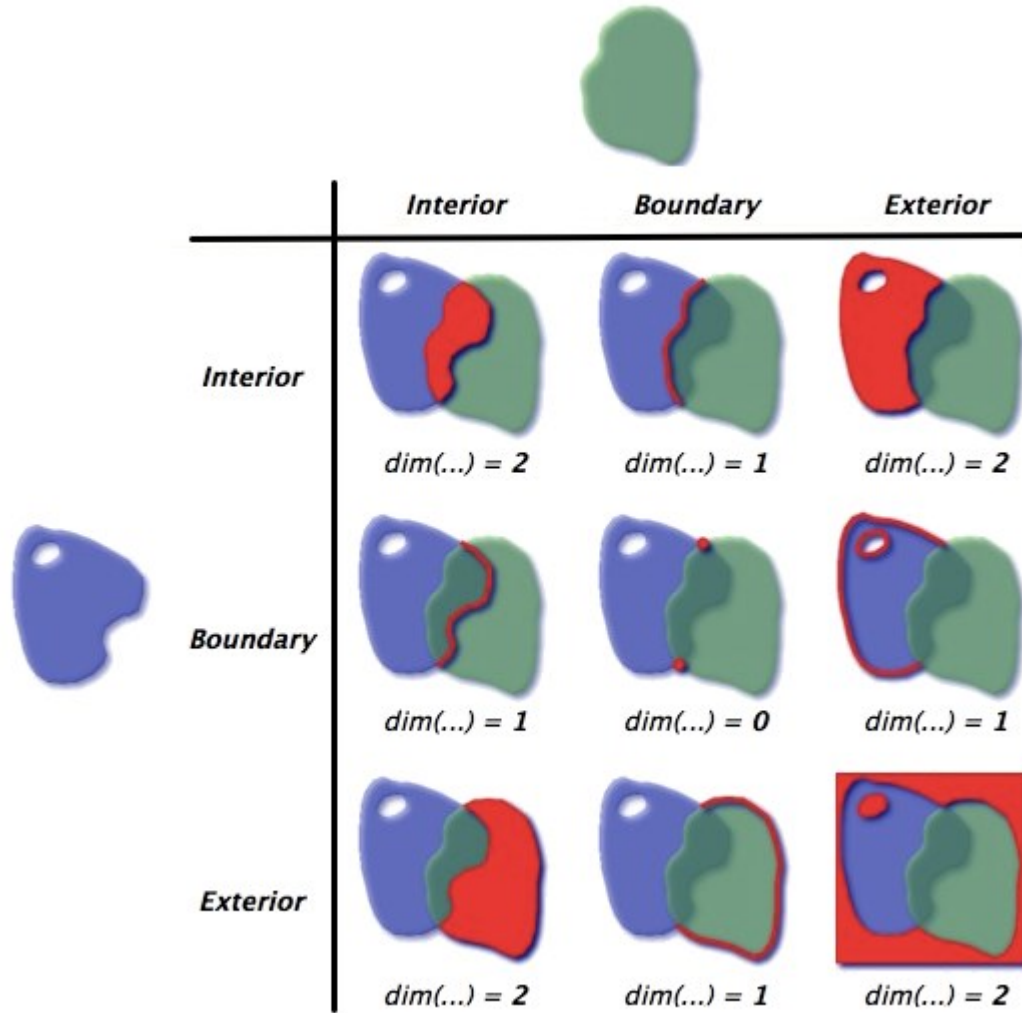 Interior Boundary Exterior
Interior
dim(...) = 2 dim(...) = 1 dim(...) = 2
Boundary
dim(...) = 1 dim(...) = 0 dim(...) = 1
Exterior
dim(...) = 2 dim(...) = 1 dim(...) = 2